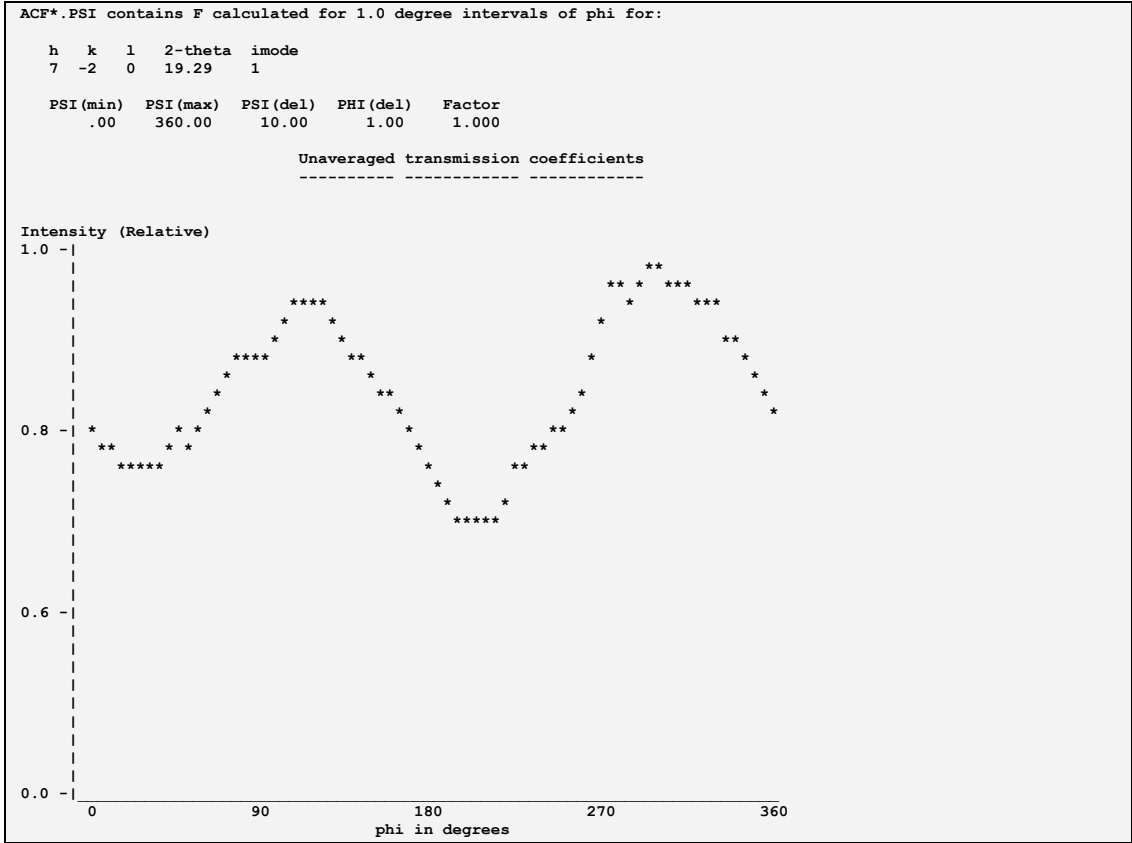 ACF*.PSI contains F calculated for 1.0 degree intervals of phi for:
h k l 2-theta imode
7 -2 0 19.29 1
PSI(min) PSI(max) PSI(del) PHI(del) Factor
.00 360.00 10.00 1.00 1.000
Unaveraged transmission coefficients
---------- ------------ ------------
Intensity (Relative)
1.0 -|
| **
| ** * ***
| **** * ***
| * * *
| * * **
| **** ** * *
| * * *
| * ** * *
| * * * *
0.8 -| * * * * **
| ** * * * **
| ***** * **
| *
| * *
| *****
|
|
|
|
0.6 -|
|
|
|
|
|
|
|
|
|
0.0 -|__________________________________________________________________________
0 90 180 270 360
phi in degrees